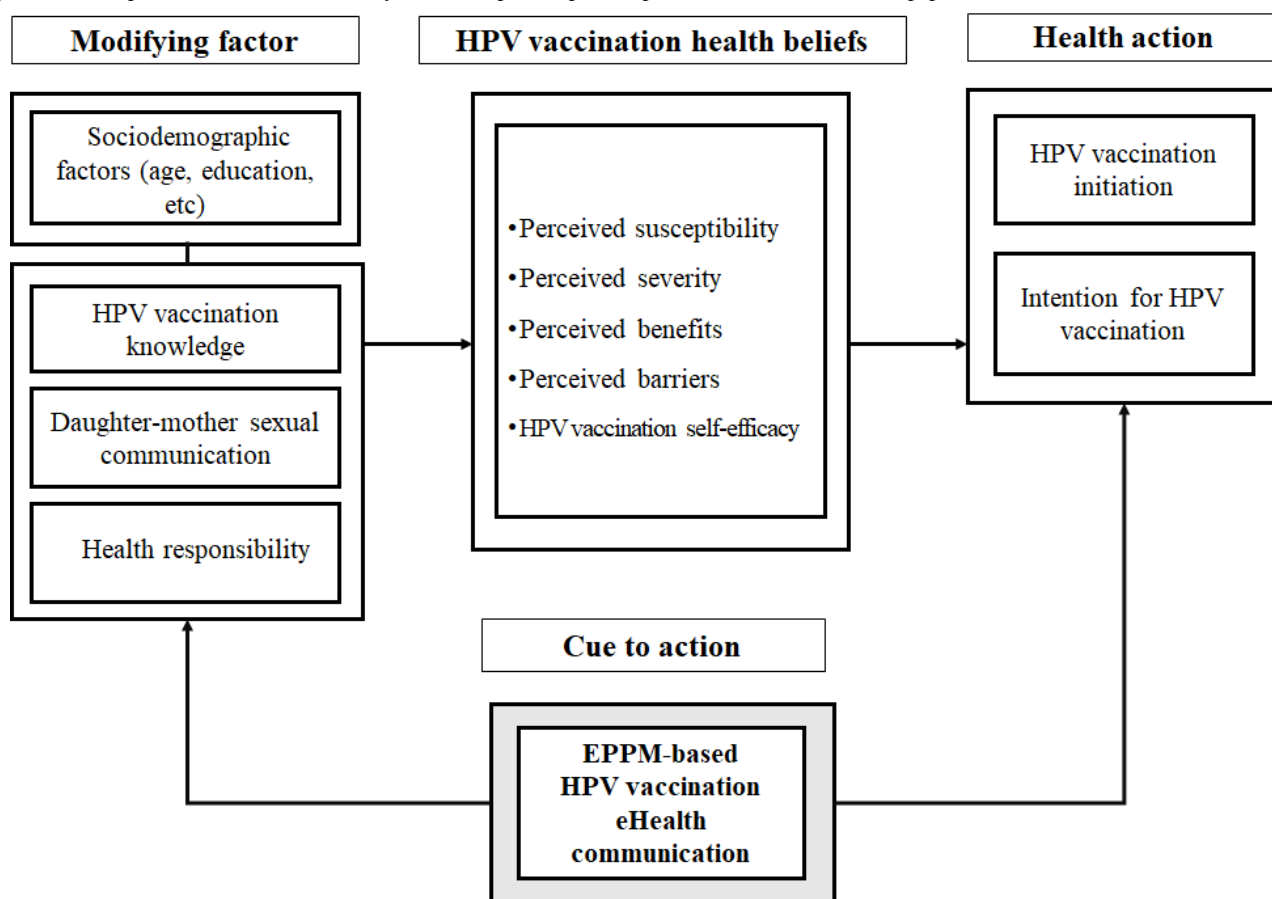 Modifying factor
HPV vaccination health beliefs
Health action
Sociodemographic
factors (age, education,
etc)
HPV vaccination
knowledge
Daughter-mother sexual
communication
Health responsibility
•Perceived susceptibility
•Perceived severity
•Perceived benefits
•Perceived barriers
•HPV vaccination self-efficacy
HPV vaccination
initiation
Intention for HPV
vaccination
Cue to action
EPPM-based
HPV vaccination
eHealth
communication